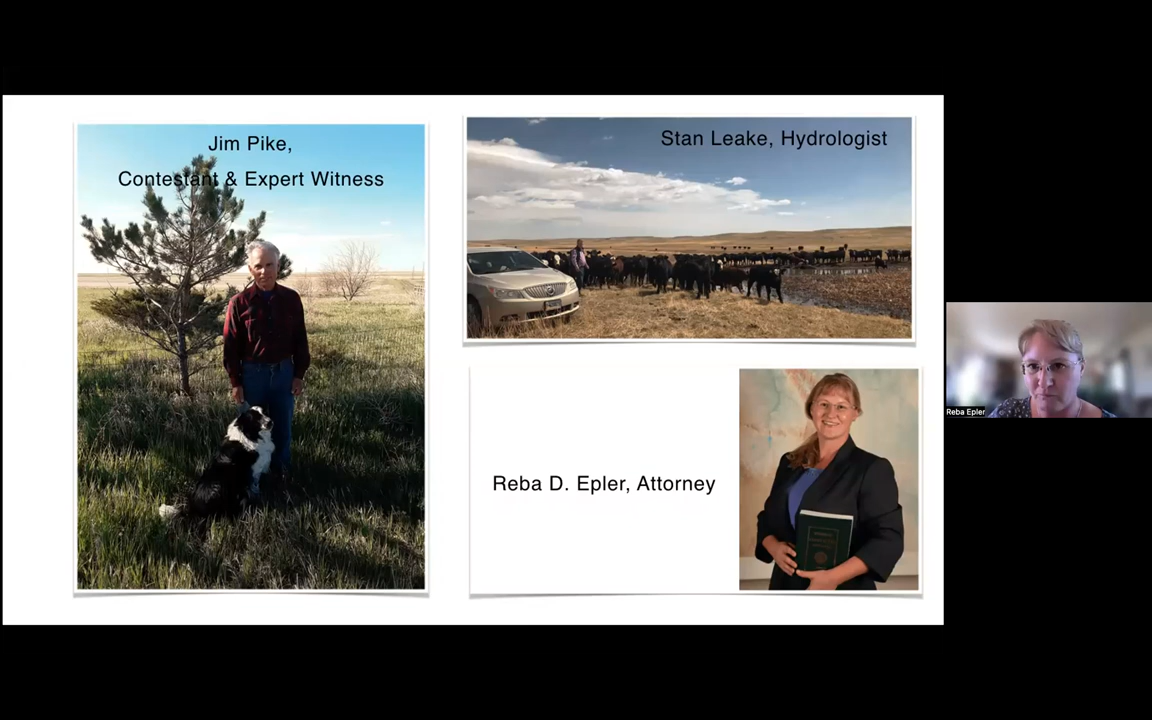 Jim Pike,
Contestant & Expert Witness
Stan Leake, Hydrologist
Reba D. Epler, Attorney
Reba Epler